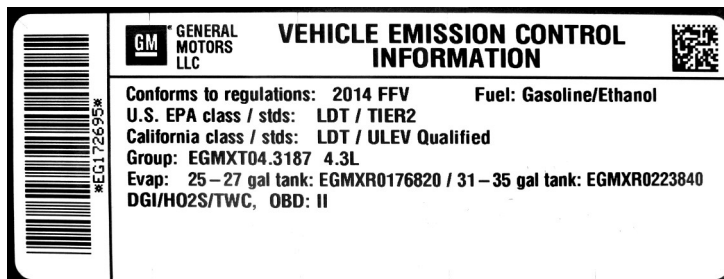 *EG172695*
GM
GENERAL
MOTORS
LLC
VEHICLE EMISSION CONTROL
INFORMATION
Conforms to regulations: 2014 FFV Fuel: Gasoline/Ethanol
U.S. EPA class / stds: LDT / TIER2
California class / stds: LDT / ULEV Qualified
Group: EGMXT04.3187 4.3L
Evap: 25–27 gal tank: EGMXR0176820 / 31–35 gal tank: EGMXR0223840
DGI/HO2S/TWC, OBD: II